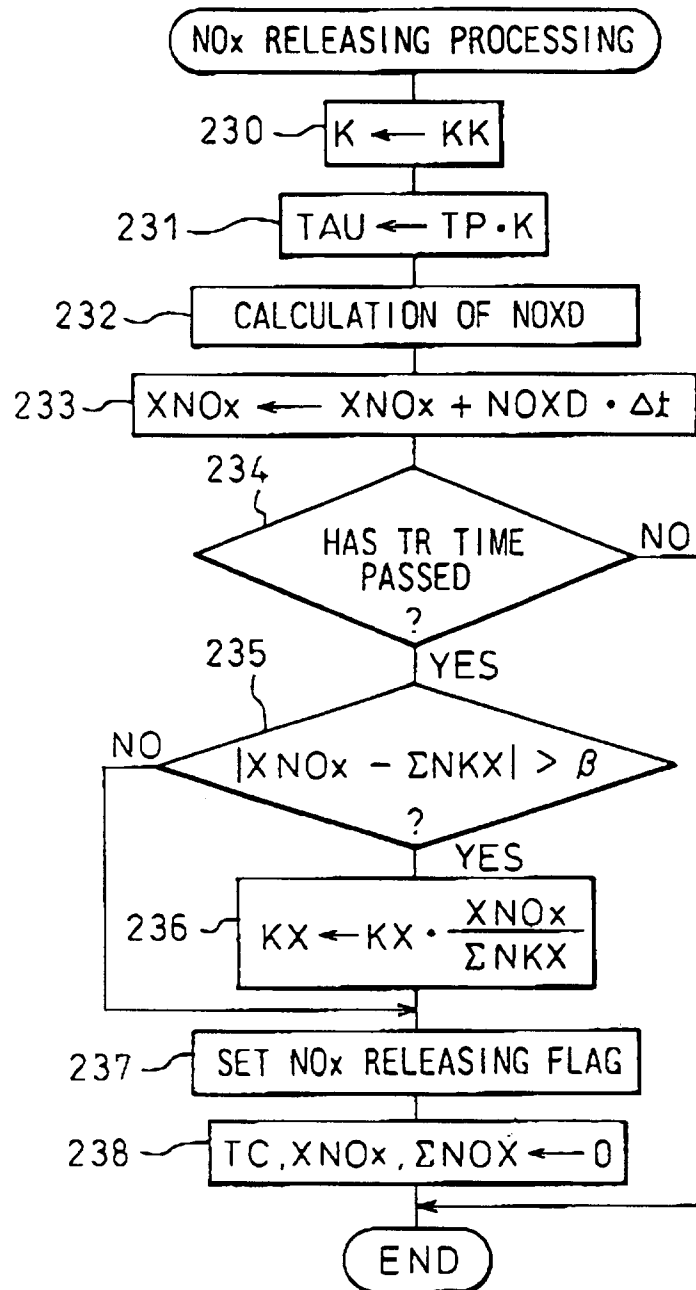 NOx RELEASING PROCESSING
230
K ← KK
231
TAU ← TP · K
232
CALCULATION OF NOXD
233
XNOx ← XNOx + NOXD · Δt
234
HAS TR TIME
PASSED
?
NO
YES
235
NO
|XNOx - ΣNKX| > β
?
YES
236
KX ← KX · XNOx
ΣNKX
237
SET NOx RELEASING FLAG
238
TC, XNOx, ΣNOX ← 0
END